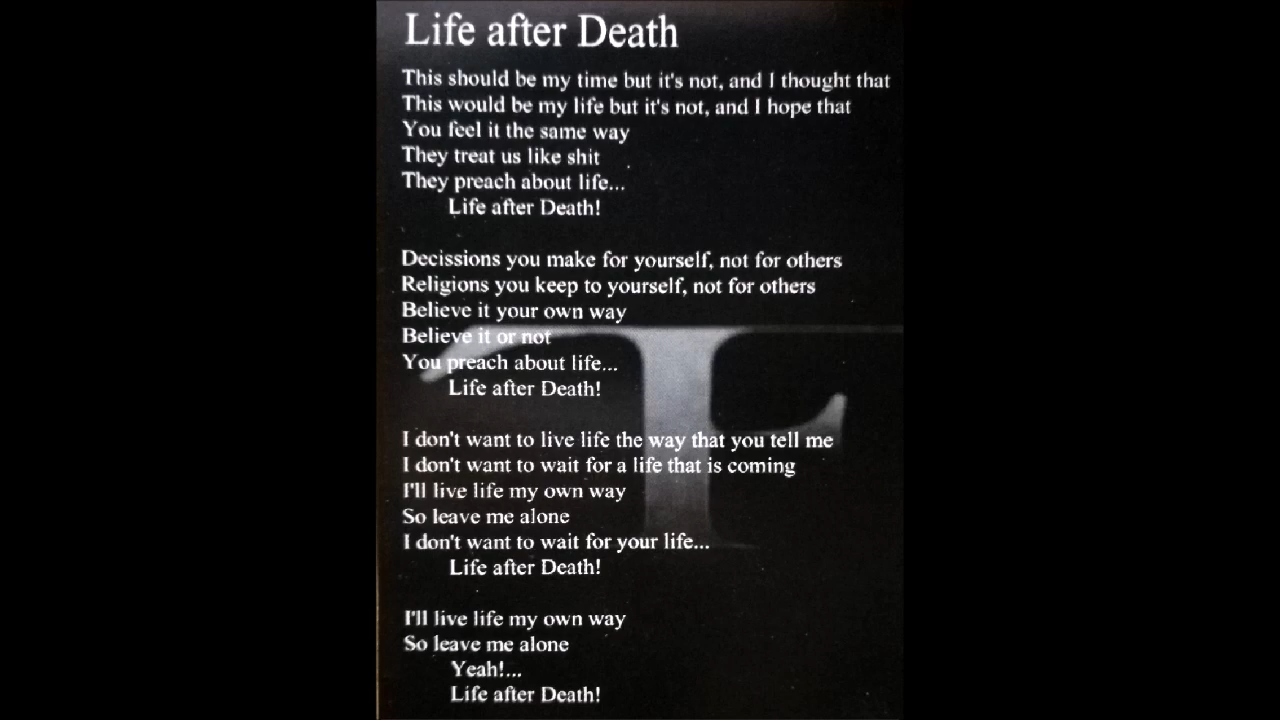 Life after Death
This should be my time but it's not, and I thought that
This would be my life but it's not, and I hope that
You feel it the same way
They treat us like shit
They preach about life...
Life after Death!
Decissions you make for yourself, not for others
Religions you keep to yourself, not for others
Believe it your own way
Believe it or not
You preach about life...
Life after Death!
I don't want to live life the way that you tell me
I don't want to wait for a life that is coming
I'll live life my own way
So leave me alone
I don't want to wait for your life...
Life after Death!
I'll live life my own way
So leave me alone
Yeah!...
Life after Death!